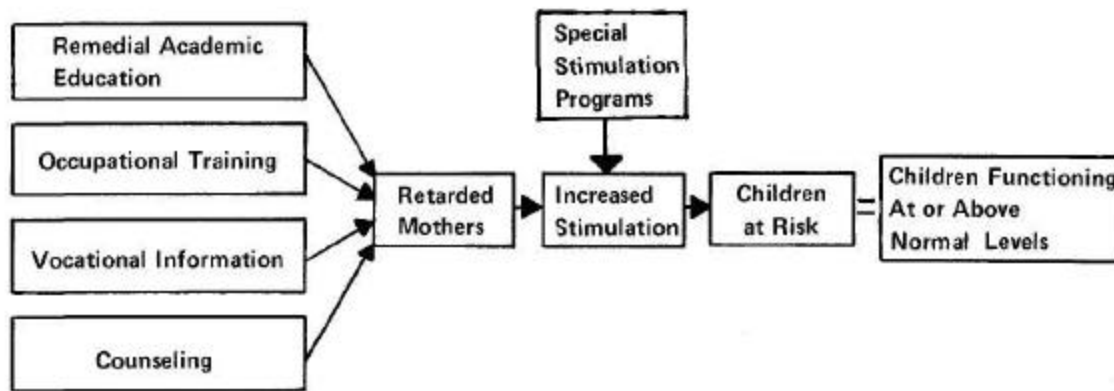 Remedial Academic
Education
Occupational Training
Vocational Information
Counseling
Special
Stimulation
Programs
Retarded
Mothers
Increased
Stimulation
Children
at Risk
=
Children Functioning
At or Above
Normal Levels